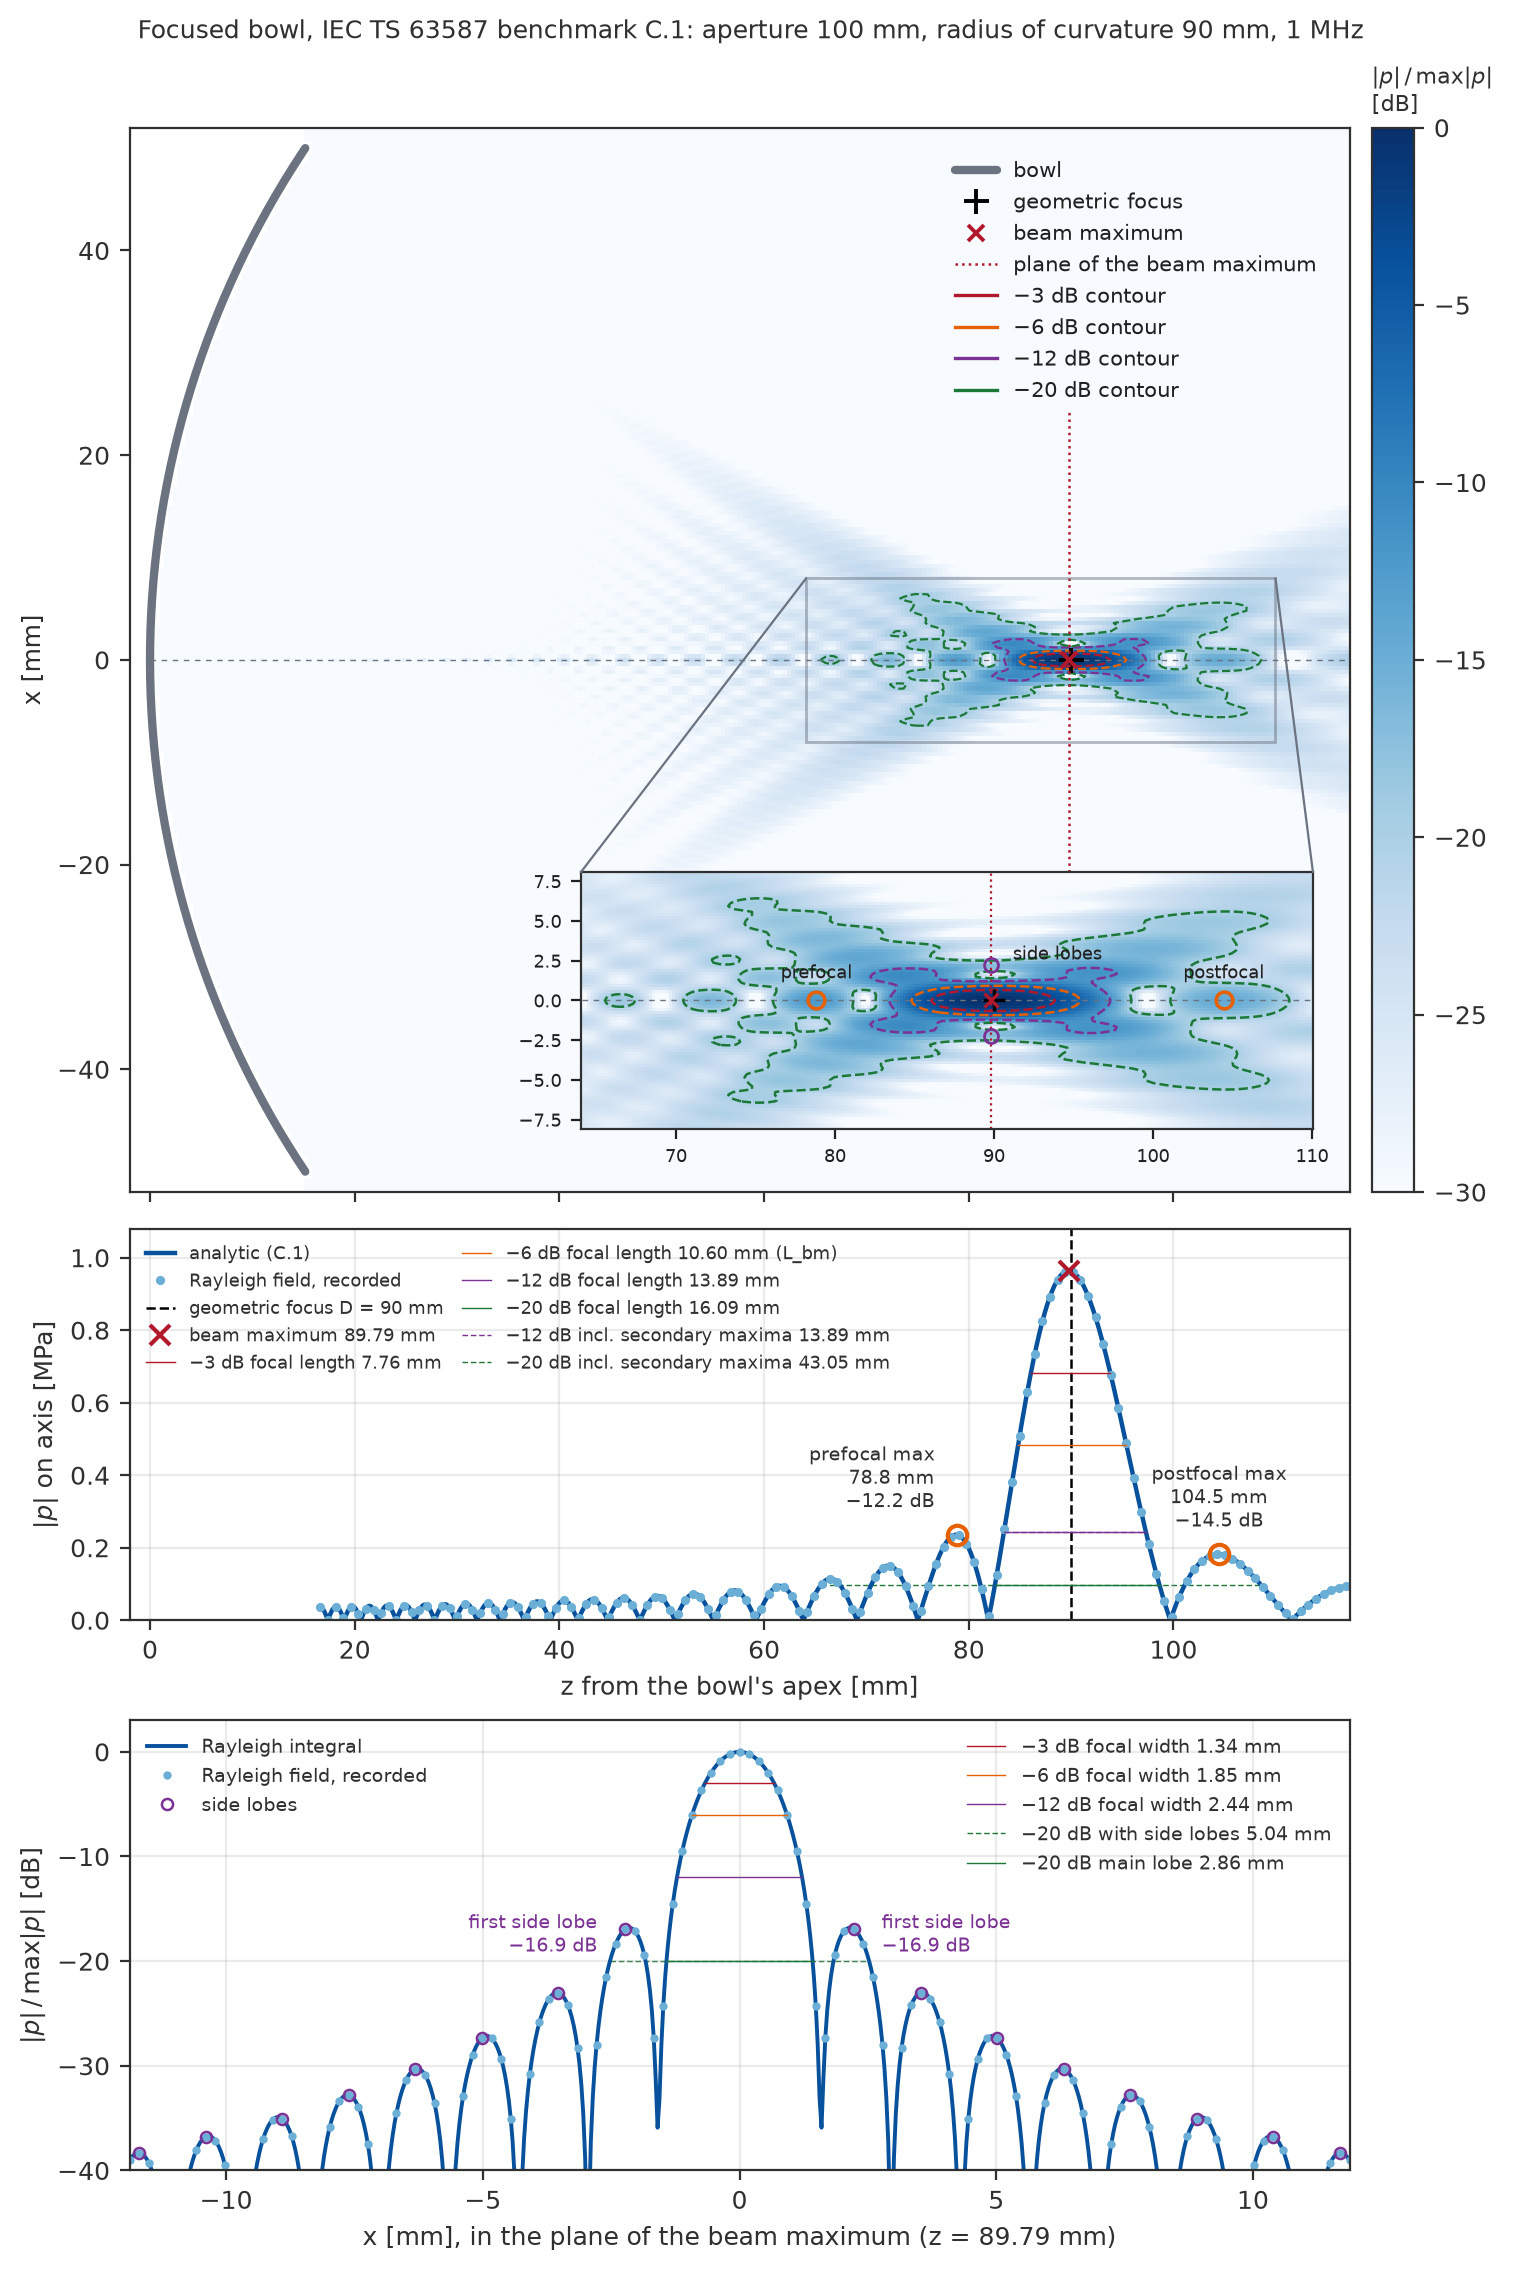 Focused bowl, IEC TS 63587 benchmark C.1: aperture 100 mm, radius of curvature 90 mm, 1 MHz
|p| / max|p|
[dB]
bowl
geometric focus
beam maximum
plane of the beam maximum
−3 dB contour
−6 dB contour
−12 dB contour
−20 dB contour
x [mm]
40
20
0
−20
−40
0
−5
−10
−15
−20
−25
−30
7.5
5.0
2.5
0.0
−2.5
−5.0
−7.5
side lobes
prefocal
postfocal
70
80
90
100
110
|p| on axis [MPa]
1.0
0.8
0.6
0.4
0.2
0.0
analytic (C.1)
Rayleigh field, recorded
geometric focus D = 90 mm
beam maximum 89.79 mm
−3 dB focal length 7.76 mm
−6 dB focal length 10.60 mm (L_bm)
−12 dB focal length 13.89 mm
−20 dB focal length 16.09 mm
−12 dB incl. secondary maxima 13.89 mm
−20 dB incl. secondary maxima 43.05 mm
prefocal max
78.8 mm
−12.2 dB
postfocal max
104.5 mm
−14.5 dB
0
20
40
60
80
100
z from the bowl's apex [mm]
|p| / max|p| [dB]
0
−10
−20
−30
−40
Rayleigh integral
Rayleigh field, recorded
side lobes
−3 dB focal width 1.34 mm
−6 dB focal width 1.85 mm
−12 dB focal width 2.44 mm
−20 dB with side lobes 5.04 mm
−20 dB main lobe 2.86 mm
first side lobe
−16.9 dB
first side lobe
−16.9 dB
−10
−5
0
5
10
x [mm], in the plane of the beam maximum (z = 89.79 mm)